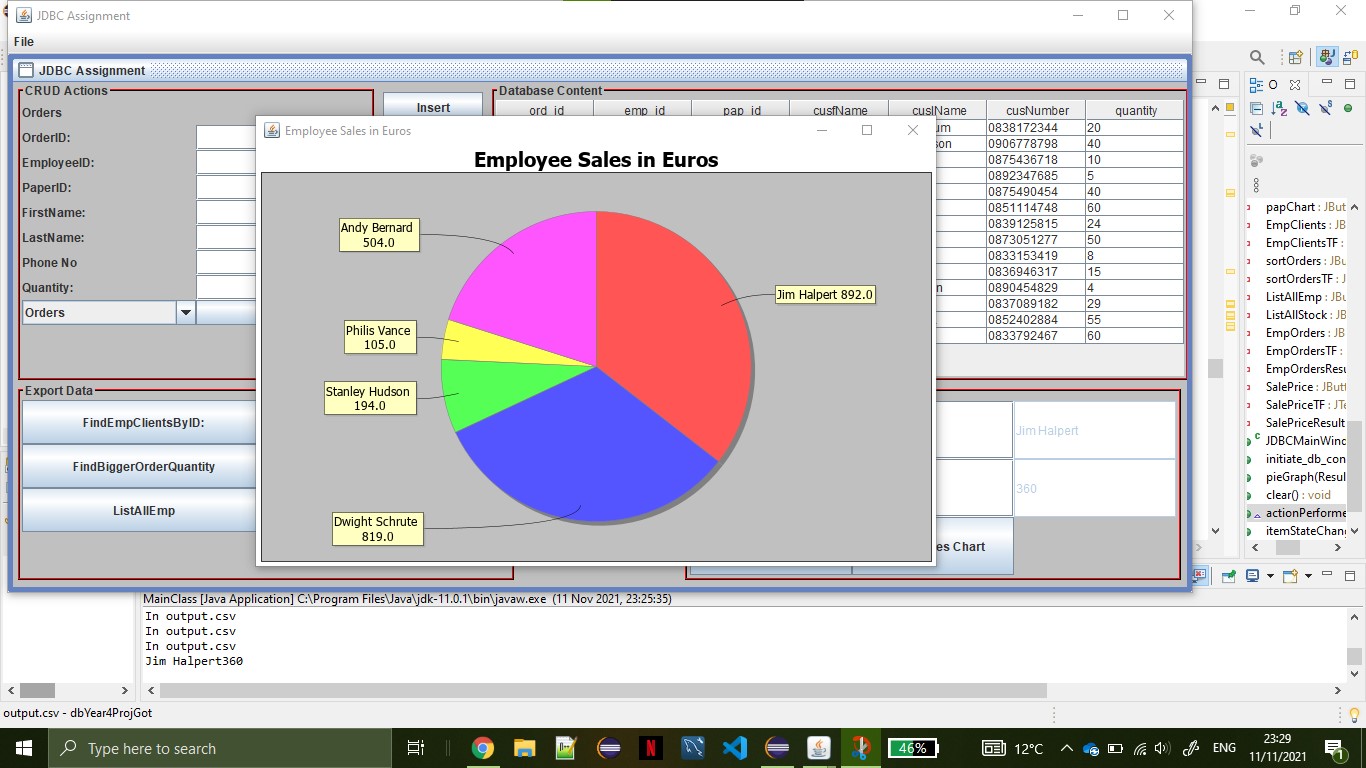 JDBC Assignment
File
JDBC Assignment
CRUD Actions
Orders
OrderID:
EmployeeID:
PaperID:
FirstName:
LastName:
Phone No
Quantity:
Orders
Insert
Database Content
ord_id emp_id pap_id cusfName cuslName cusNumber quantity
um 0838172344 20
son 0906778798 40
0875436718 10
0892347685 5
0875490454 40
0851114748 60
0839125815 24
0873051277 50
0833153419 8
0836946317 15
n 0890454829 4
0837089182 29
0852402884 55
0833792467 60
Employee Sales in Euros
Employee Sales in Euros
Andy Bernard
504.0
Jim Halpert 892.0
Philis Vance
105.0
Stanley Hudson
194.0
Dwight Schrute
819.0
Export Data
FindEmpClientsByID:
FindBiggerOrderQuantity
ListAllEmp
Jim Halpert
360
es Chart
papChart : JButt
EmpClients : JB
EmpClientsTF :
sortOrders : JBu
sortOrdersTF :
ListAllEmp : JBu
ListAllStock : JB
EmpOrders : JB
EmpOrdersTF :
EmpOrdersResu
SalePrice : JButt
SalePriceTF : JTe
SalePriceResult
JDBCMainWind
initiate_db_con
pieGraph(Resul
clear() : void
actionPerforme
itemStateChan
MainClass [Java Application] C:\Program Files\Java\jdk-11.0.1\bin\javaw.exe (11 Nov 2021, 23:25:35)
In output.csv
In output.csv
In output.csv
Jim Halpert360
output.csv - dbYear4ProjGot
Type here to search
46%
12°C
ENG
23:29
11/11/2021
1